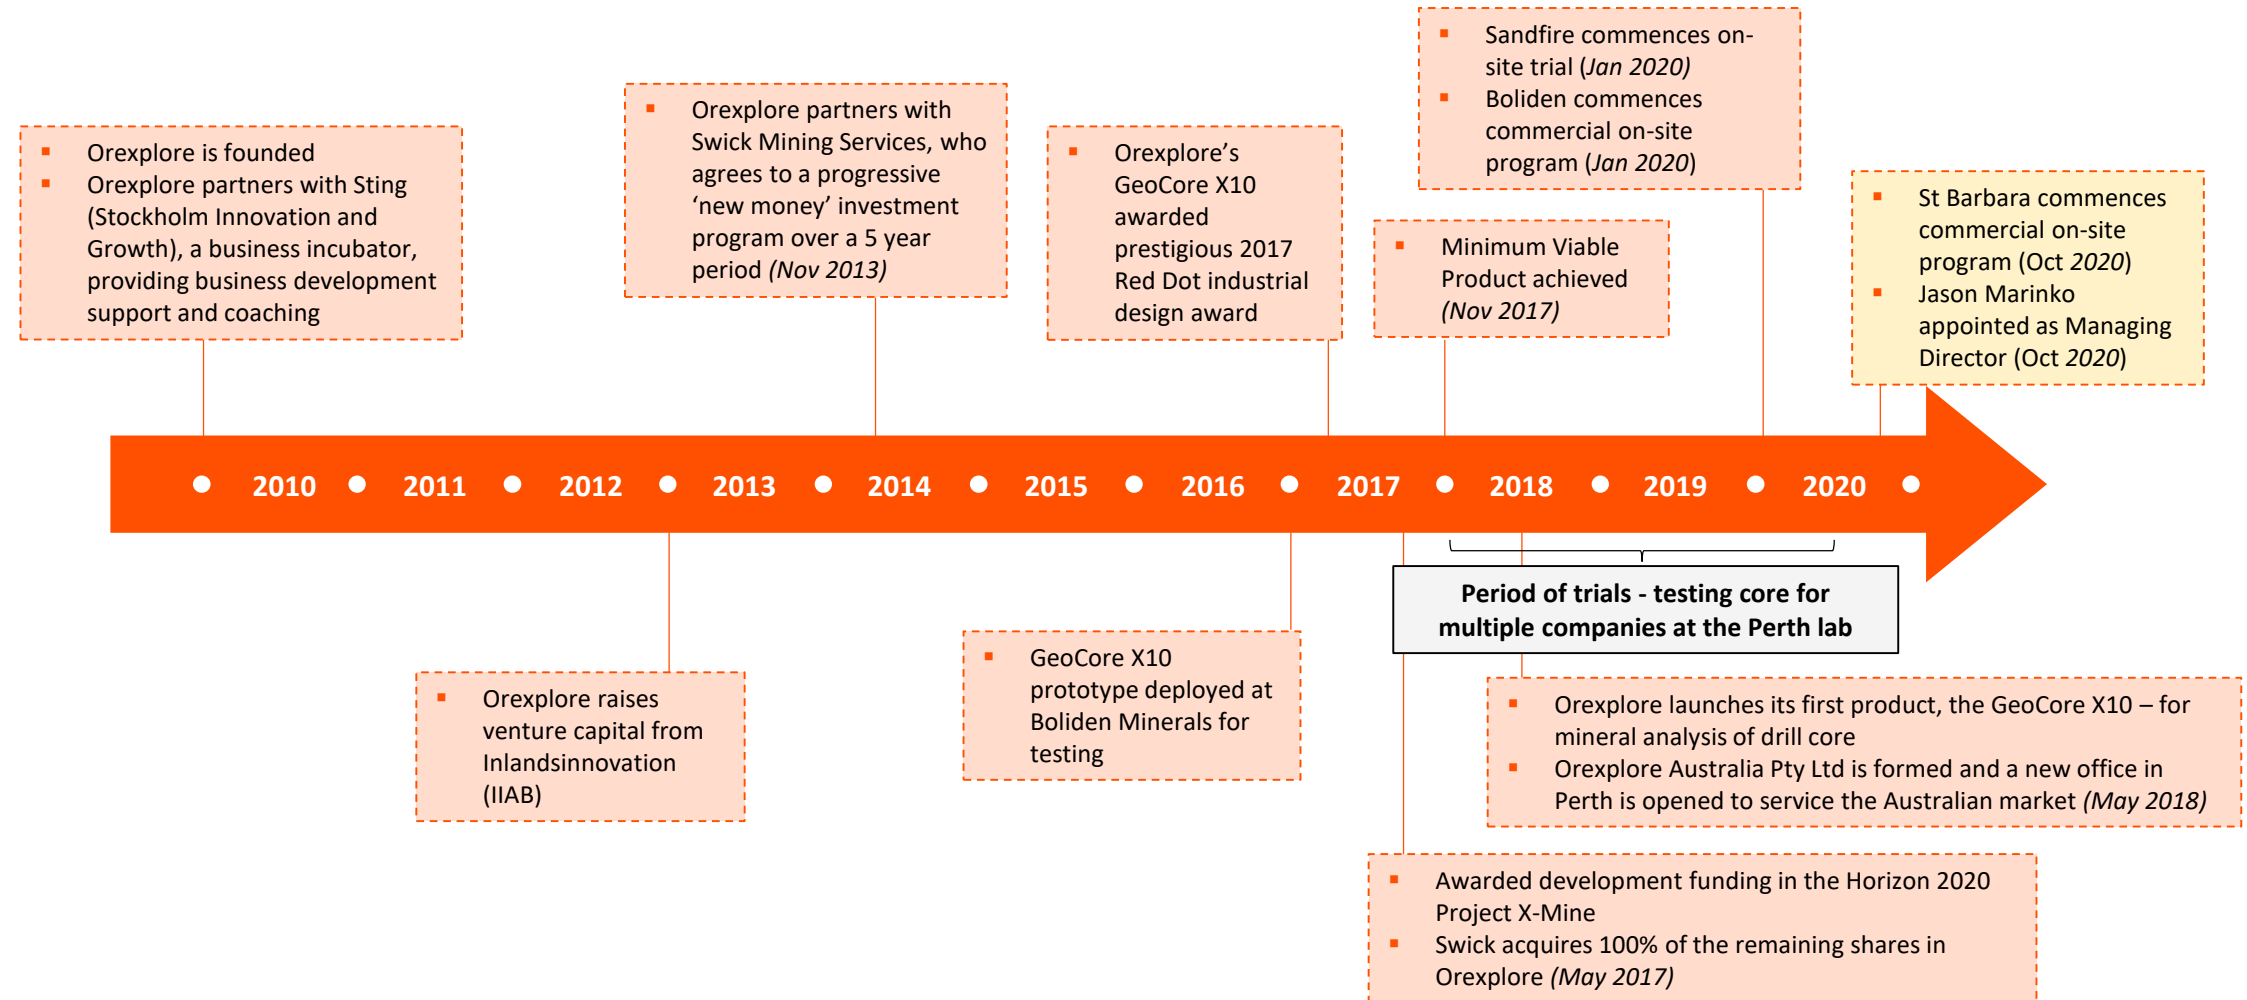 Orexplore is founded
Orexplore partners with Sting
(Stockholm Innovation and
Growth), a business incubator,
providing business development
support and coaching
Orexplore partners with
Swick Mining Services, who
agrees to a progressive
‘new money’ investment
program over a 5 year
period (Nov 2013)
Orexplore’s
GeoCore X10
awarded
prestigious 2017
Red Dot industrial
design award
Sandfire commences on-
site trial (Jan 2020)
Boliden commences
commercial on-site
program (Jan 2020)
Minimum Viable
Product achieved
(Nov 2017)
St Barbara commences
commercial on-site
program (Oct 2020)
Jason Marinko
appointed as Managing
Director (Oct 2020)
2010 2011 2012 2013 2014 2015 2016 2017 2018 2019 2020
Period of trials - testing core for
multiple companies at the Perth lab
Orexplore raises
venture capital from
Inlandsinnovation
(IIAB)
GeoCore X10
prototype deployed at
Boliden Minerals for
testing
Orexplore launches its first product, the GeoCore X10 – for
mineral analysis of drill core
Orexplore Australia Pty Ltd is formed and a new office in
Perth is opened to service the Australian market (May 2018)
Awarded development funding in the Horizon 2020
Project X-Mine
Swick acquires 100% of the remaining shares in
Orexplore (May 2017)